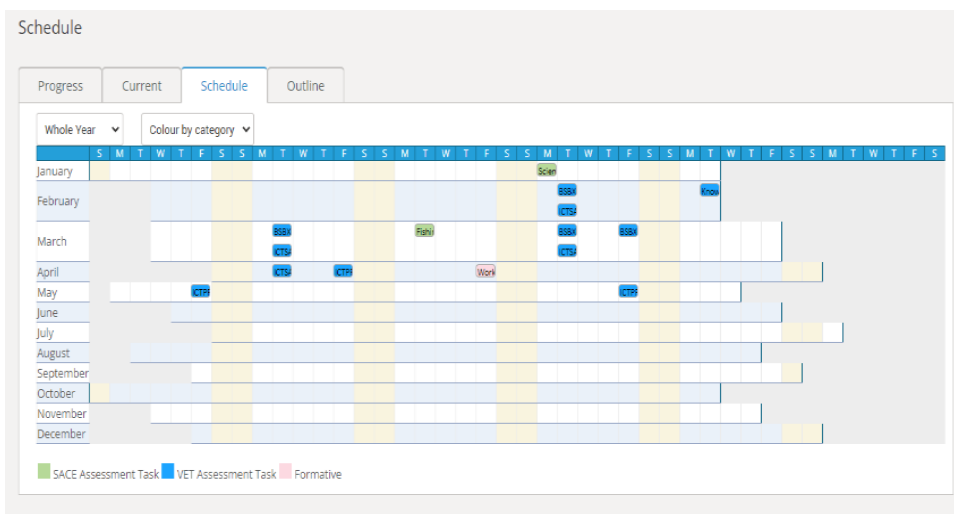 Schedule
Progress Current Schedule Outline
Whole Year Colour by category
S M T W T F S S M T W T F S S M T W T F S S M T W T F S S M T W T F S S M T W T F S
January Scien
February BSBX Know
ICTSA
March BSBX Fishi BSBX BSBX
ICTSA ICTSA
April ICTSA ICTPF Work
May ICTPF ICTPF
June
July
August
September
October
November
December
SACE Assessment Task VET Assessment Task Formative